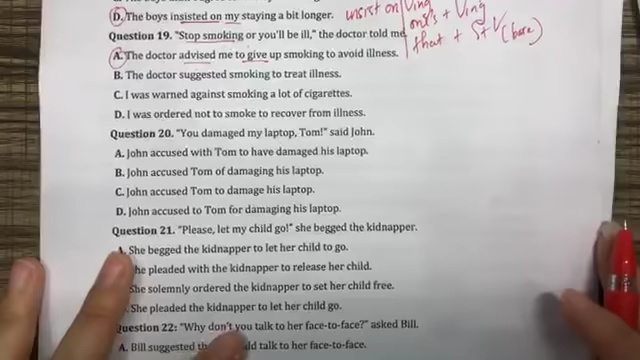 D. The boys insisted on my staying a bit longer.
insist on Ving
one's + Ving
that + S + V (bare)
Question 19. "Stop smoking or you'll be ill," the doctor told me.
A. The doctor advised me to give up smoking to avoid illness.
B. The doctor suggested smoking to treat illness.
C. I was warned against smoking a lot of cigarettes.
D. I was ordered not to smoke to recover from illness.
Question 20. "You damaged my laptop, Tom!" said John.
A. John accused with Tom to have damaged his laptop.
B. John accused Tom of damaging his laptop.
C. John accused Tom to damage his laptop.
D. John accused to Tom for damaging his laptop.
Question 21. "Please, let my child go!" she begged the kidnapper.
A. She begged the kidnapper to let her child to go.
he pleaded with the kidnapper to release her child.
She solemnly ordered the kidnapper to set her child free.
She pleaded the kidnapper to let her child go.
Question 22: "Why don't you talk to her face-to-face?" asked Bill.
A. Bill suggested talk to her face-to-face.